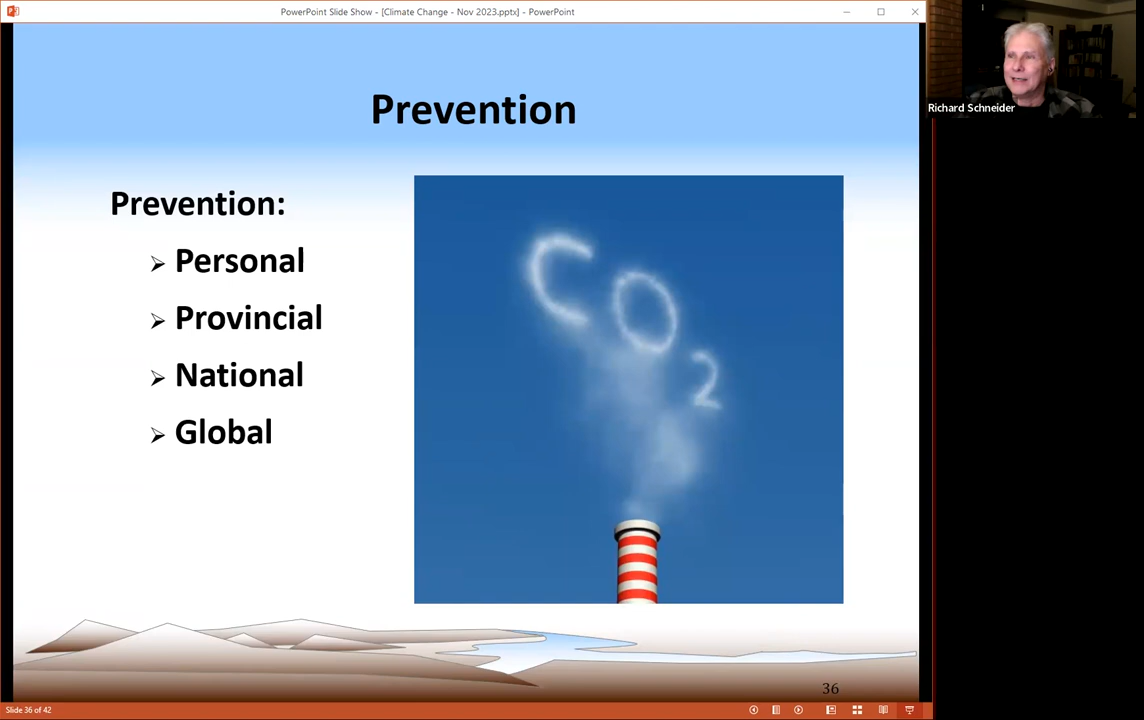 PowerPoint Slide Show - [Climate Change - Nov 2023.pptx] - PowerPoint
Richard Schneider
Prevention
Prevention:
➢ Personal
➢ Provincial
➢ National
➢ Global
CO2
36
Slide 36 of 42